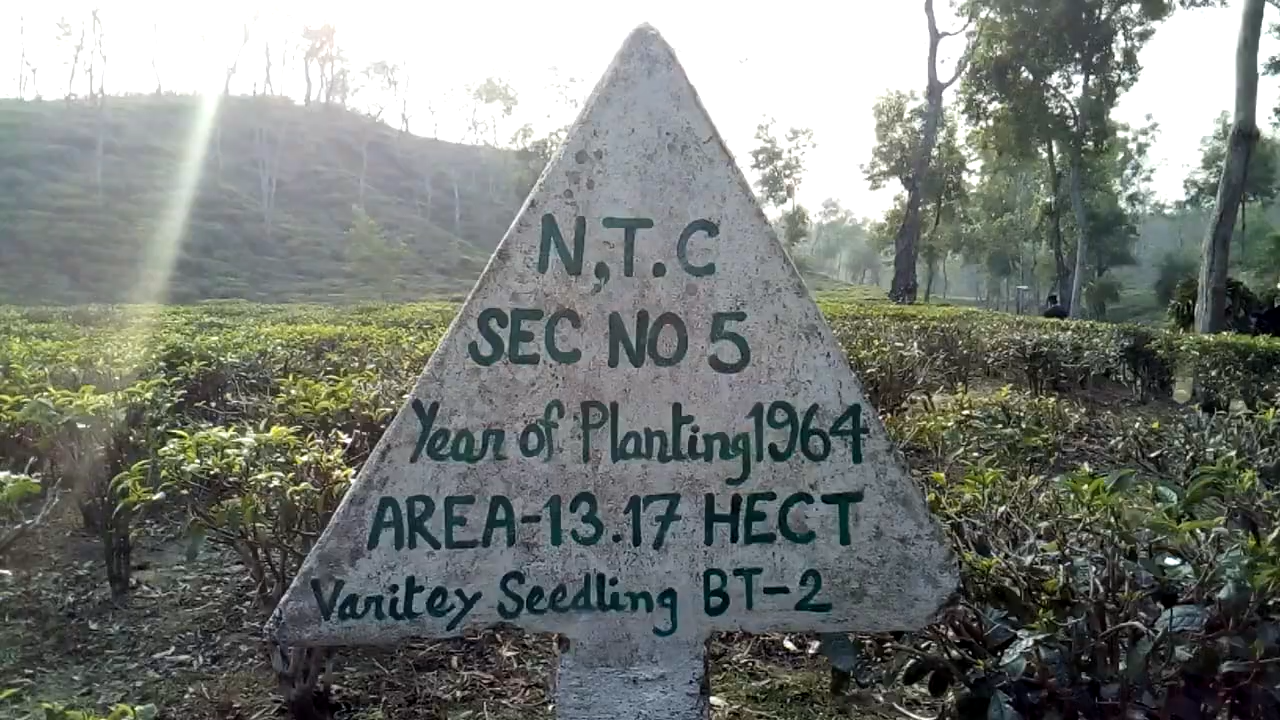 N,T.C
SEC NO 5
Year of Planting 1964
AREA-13.17 HECT
Varitey Seedling BT-2